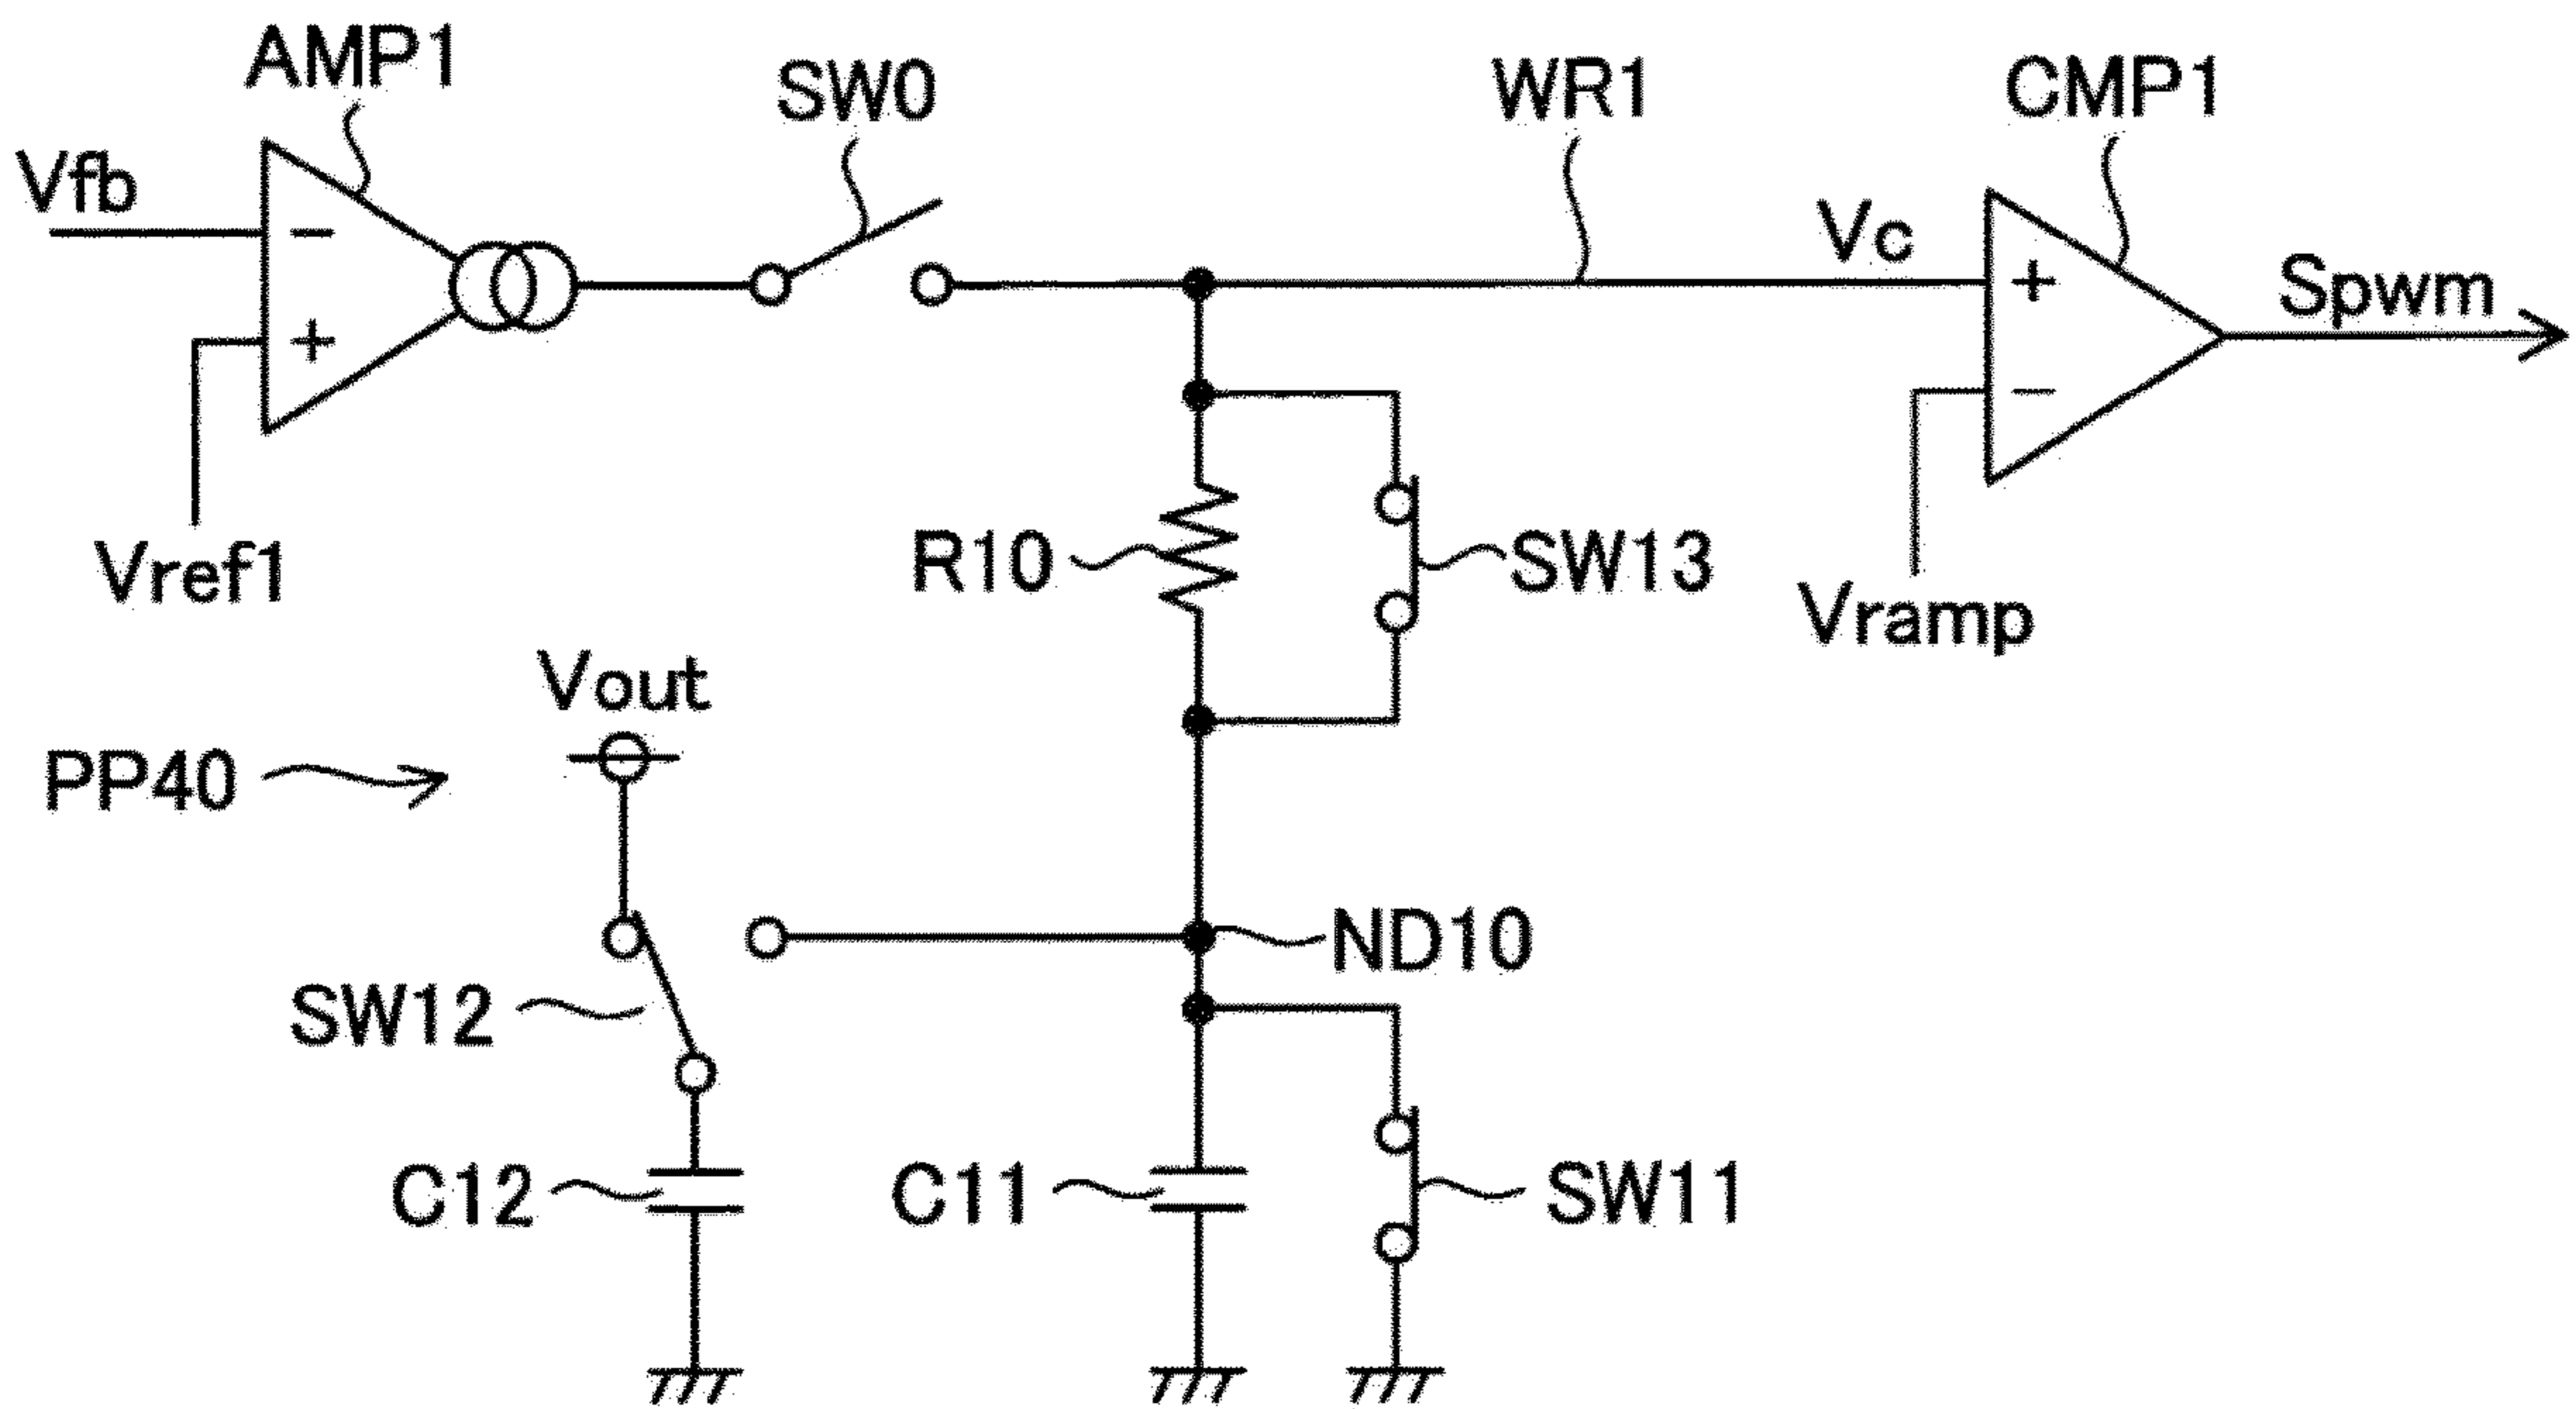 AMP1
SW0
WR1
CMP1
Vfb
−
+
Vc
+
−
Spwm
Vref1
R10
SW13
Vramp
Vout
PP40
ND10
SW12
C12
C11
SW11